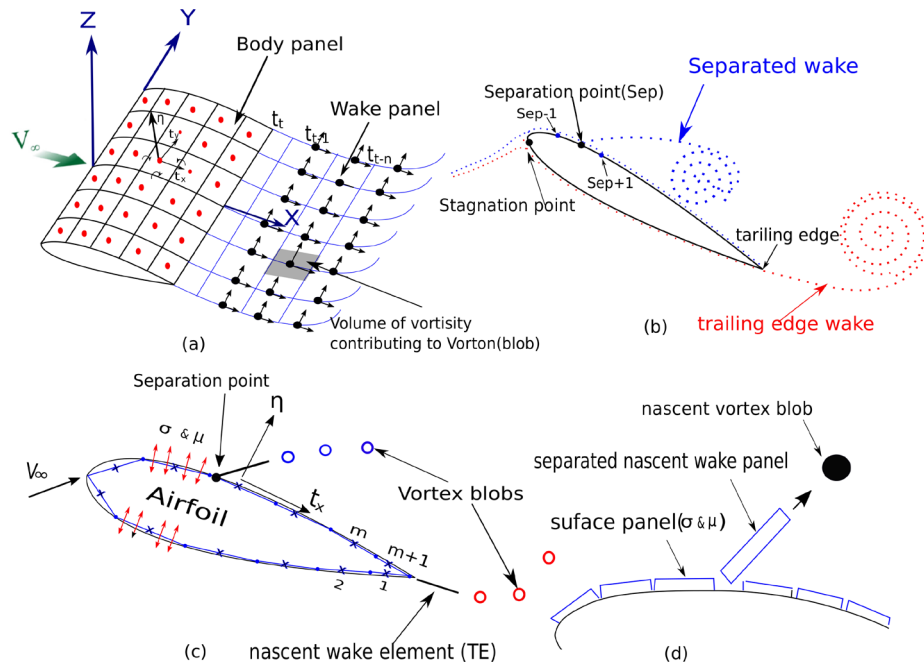 Z
Y
Body panel
V∞
η
t_y
t_x
t_t
t_t-1
t_t-n
Wake panel
X
Volume of vortisity
contributing to Vorton(blob)
(a)
Separated wake
Separation point(Sep)
Sep-1
Sep+1
Stagnation point
tariling edge
trailing edge wake
(b)
Separation point
η
σ & μ
V∞
Airfoil
t_x
m
m+1
2
1
Vortex blobs
nascent wake element (TE)
(c)
nascent vortex blob
separated nascent wake panel
suface panel(σ & μ)
(d)